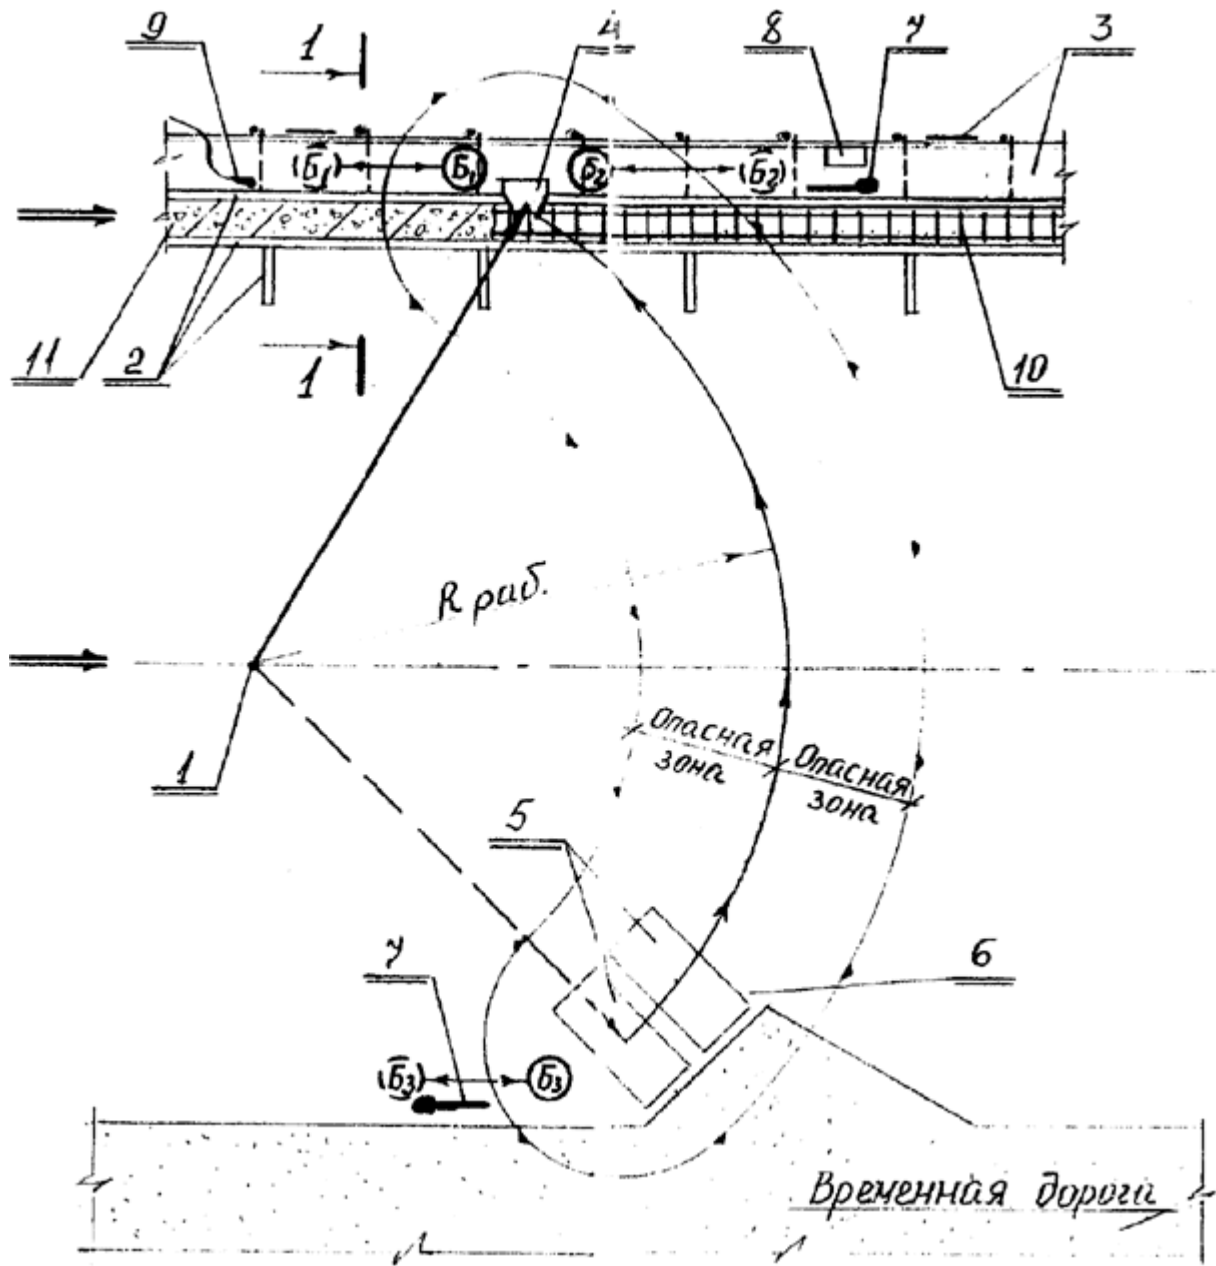 9 1 4 8 7 3
(Б1) Б1 Б2 (Б2)
11 2 1 10
R раб.
1
Опасная
зона
Опасная
зона
5
7 6
(Б3) Б3
Временная дорога